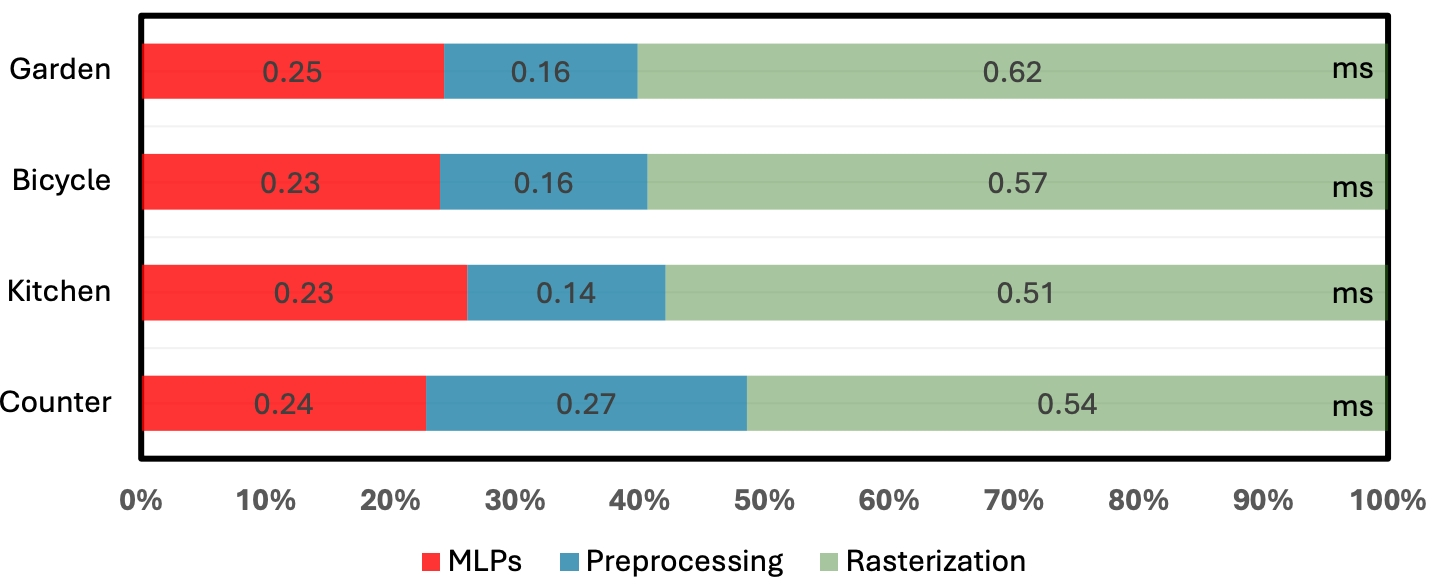 Garden 0.25 0.16 0.62 ms
Bicycle 0.23 0.16 0.57 ms
Kitchen 0.23 0.14 0.51 ms
Counter 0.24 0.27 0.54 ms
0% 10% 20% 30% 40% 50% 60% 70% 80% 90% 100%
MLPs Preprocessing Rasterization